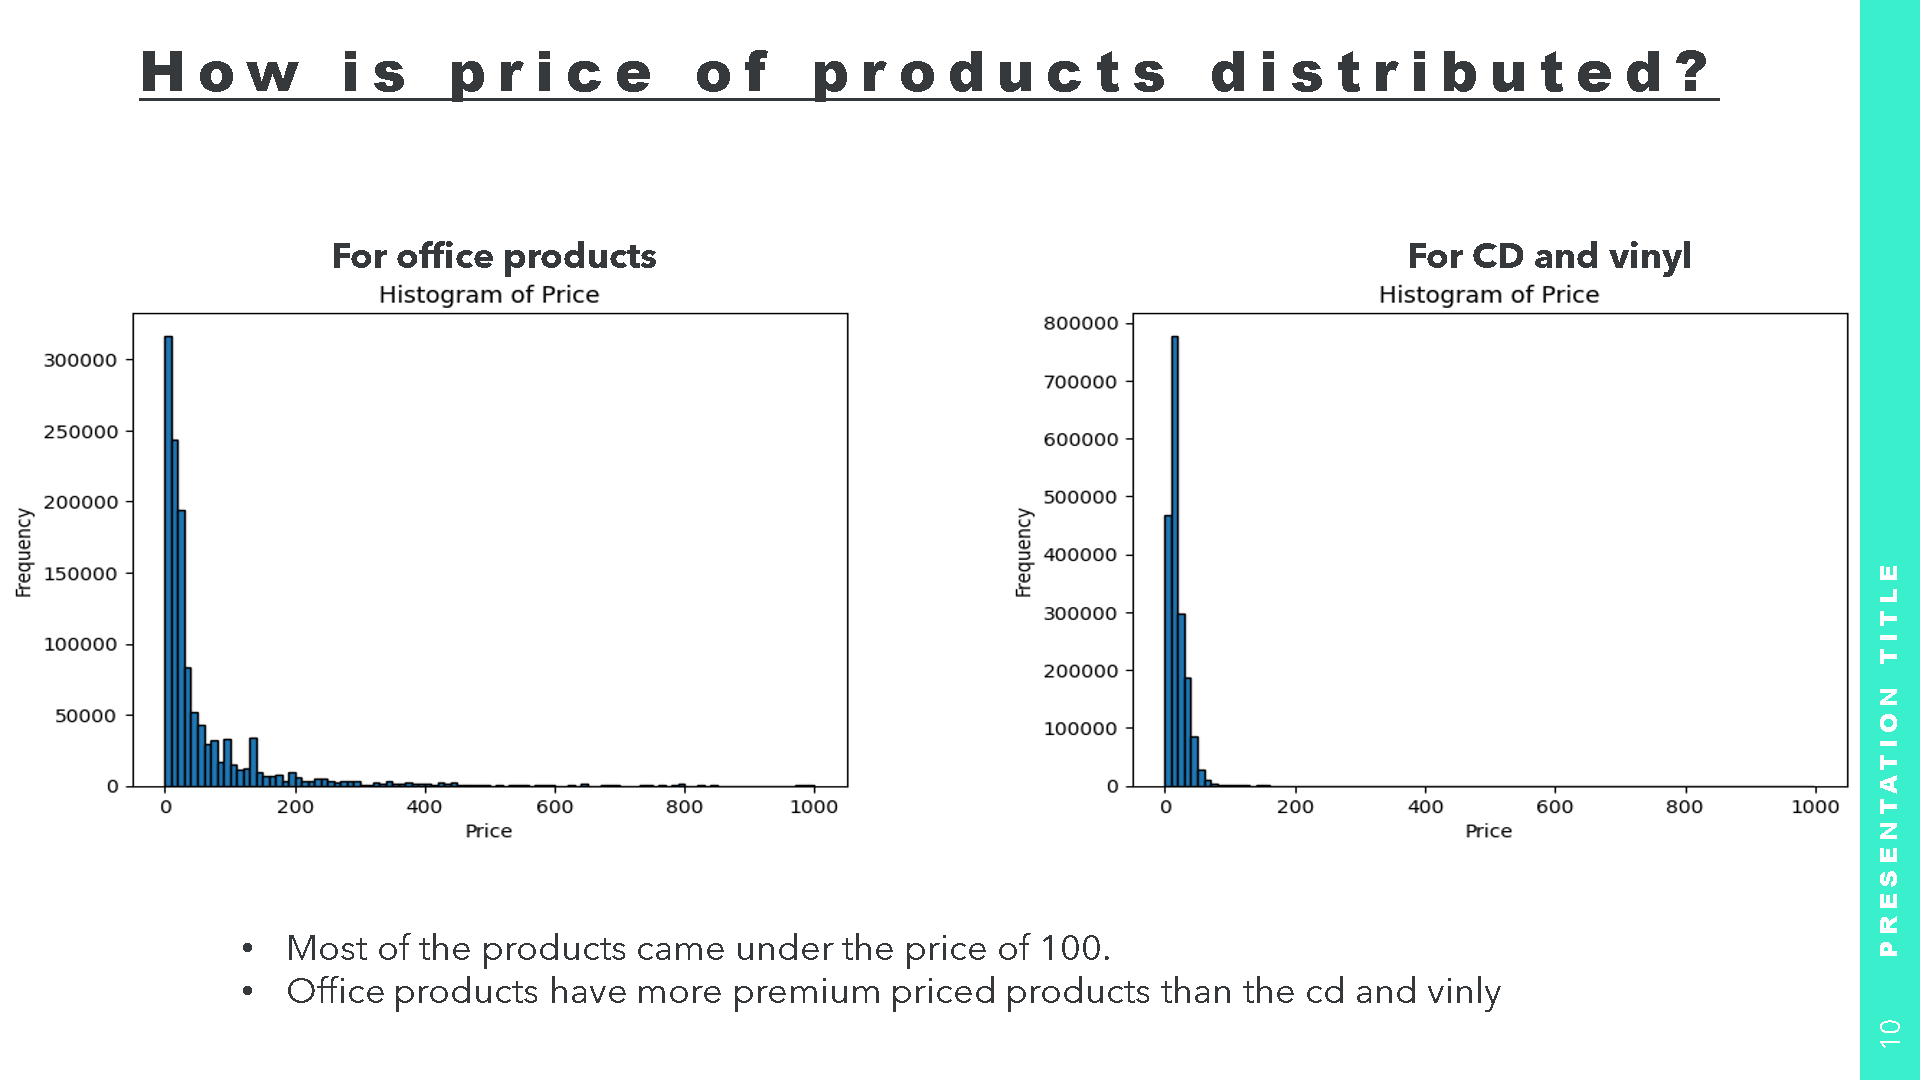 How is price of products distributed?
For office products
Histogram of Price
300000
250000
200000
150000
100000
50000
0
Frequency
0 200 400 600 800 1000
Price
For CD and vinyl
Histogram of Price
800000
700000
600000
500000
400000
300000
200000
100000
0
Frequency
0 200 400 600 800 1000
Price
• Most of the products came under the price of 100.
• Office products have more premium priced products than the cd and vinly
PRESENTATION TITLE
10